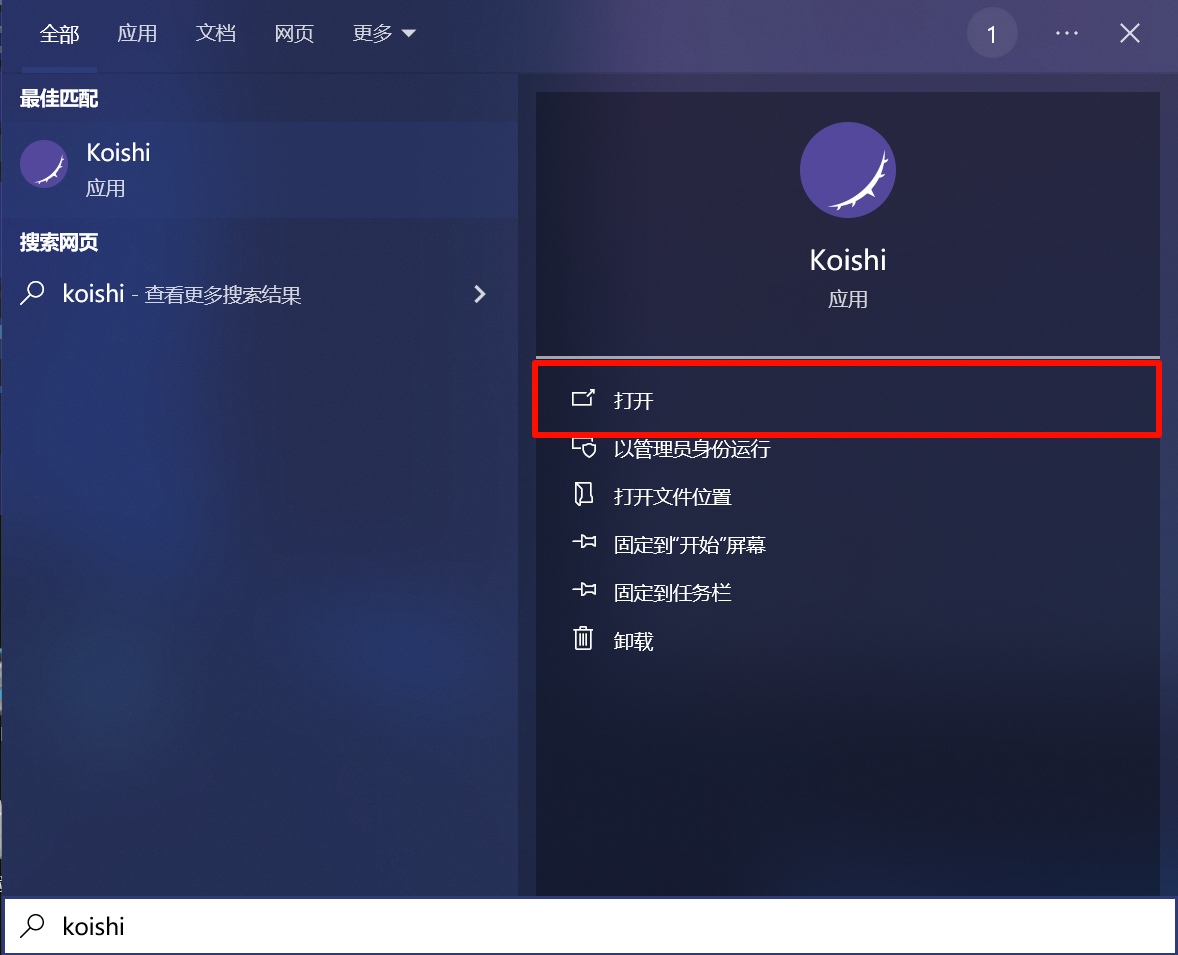 全部 应用 文档 网页 更多 1 ···
最佳匹配
Koishi
应用
搜索网页
koishi - 查看更多搜索结果
Koishi
应用
打开
以管理员身份运行
打开文件位置
固定到“开始”屏幕
固定到任务栏
卸载
koishi